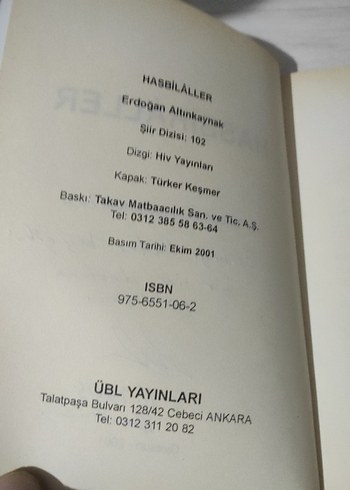 HASBİLÂLLER
Erdoğan Altınkaynak
Şiir Dizisi: 102
Dizgi: Hiv Yayınları
Kapak: Türker Keşmer
Baskı: Takav Matbaacılık San. ve Tic. A.Ş.
Tel: 0312 385 58 63-64
Basım Tarihi: Ekim 2001
ISBN
975-6551-06-2
ÜBL YAYINLARI
Talatpaşa Bulvarı 128/42 Cebeci ANKARA
Tel: 0312 311 20 82